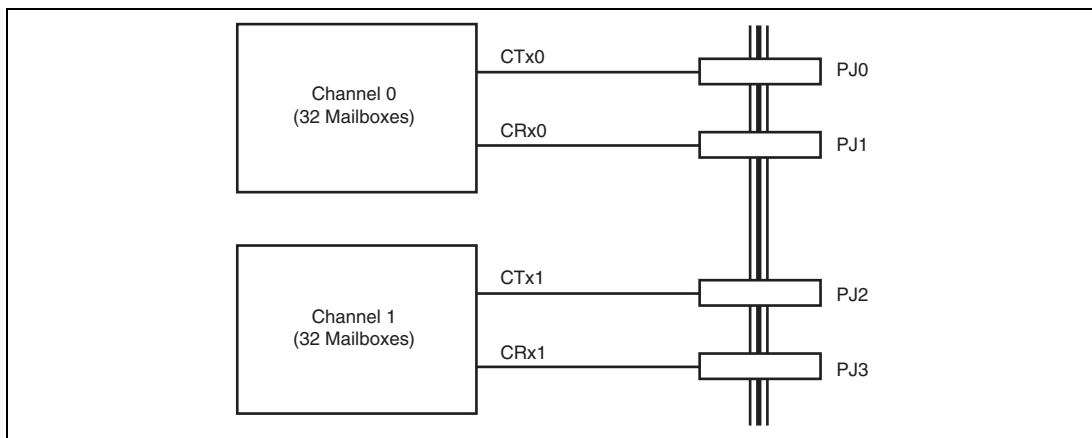 Channel 0
(32 Mailboxes)
CTx0
PJ0
CRx0
PJ1
Channel 1
(32 Mailboxes)
CTx1
PJ2
CRx1
PJ3